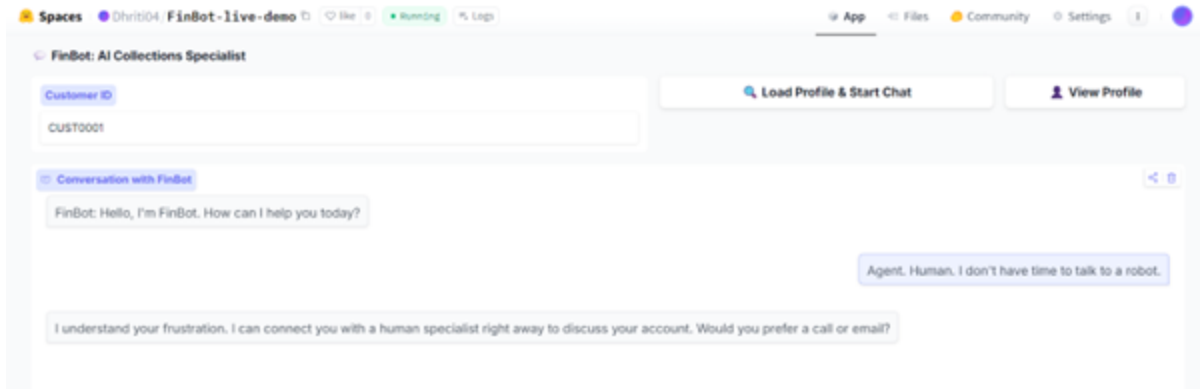 Spaces Dhriti04/FinBot-live-demo like 0 Running Logs App Files Community Settings
FinBot: AI Collections Specialist
Customer ID
Load Profile & Start Chat
View Profile
CUST0001
Conversation with FinBot
FinBot: Hello, I'm FinBot. How can I help you today?
Agent. Human. I don't have time to talk to a robot.
I understand your frustration. I can connect you with a human specialist right away to discuss your account. Would you prefer a call or email?